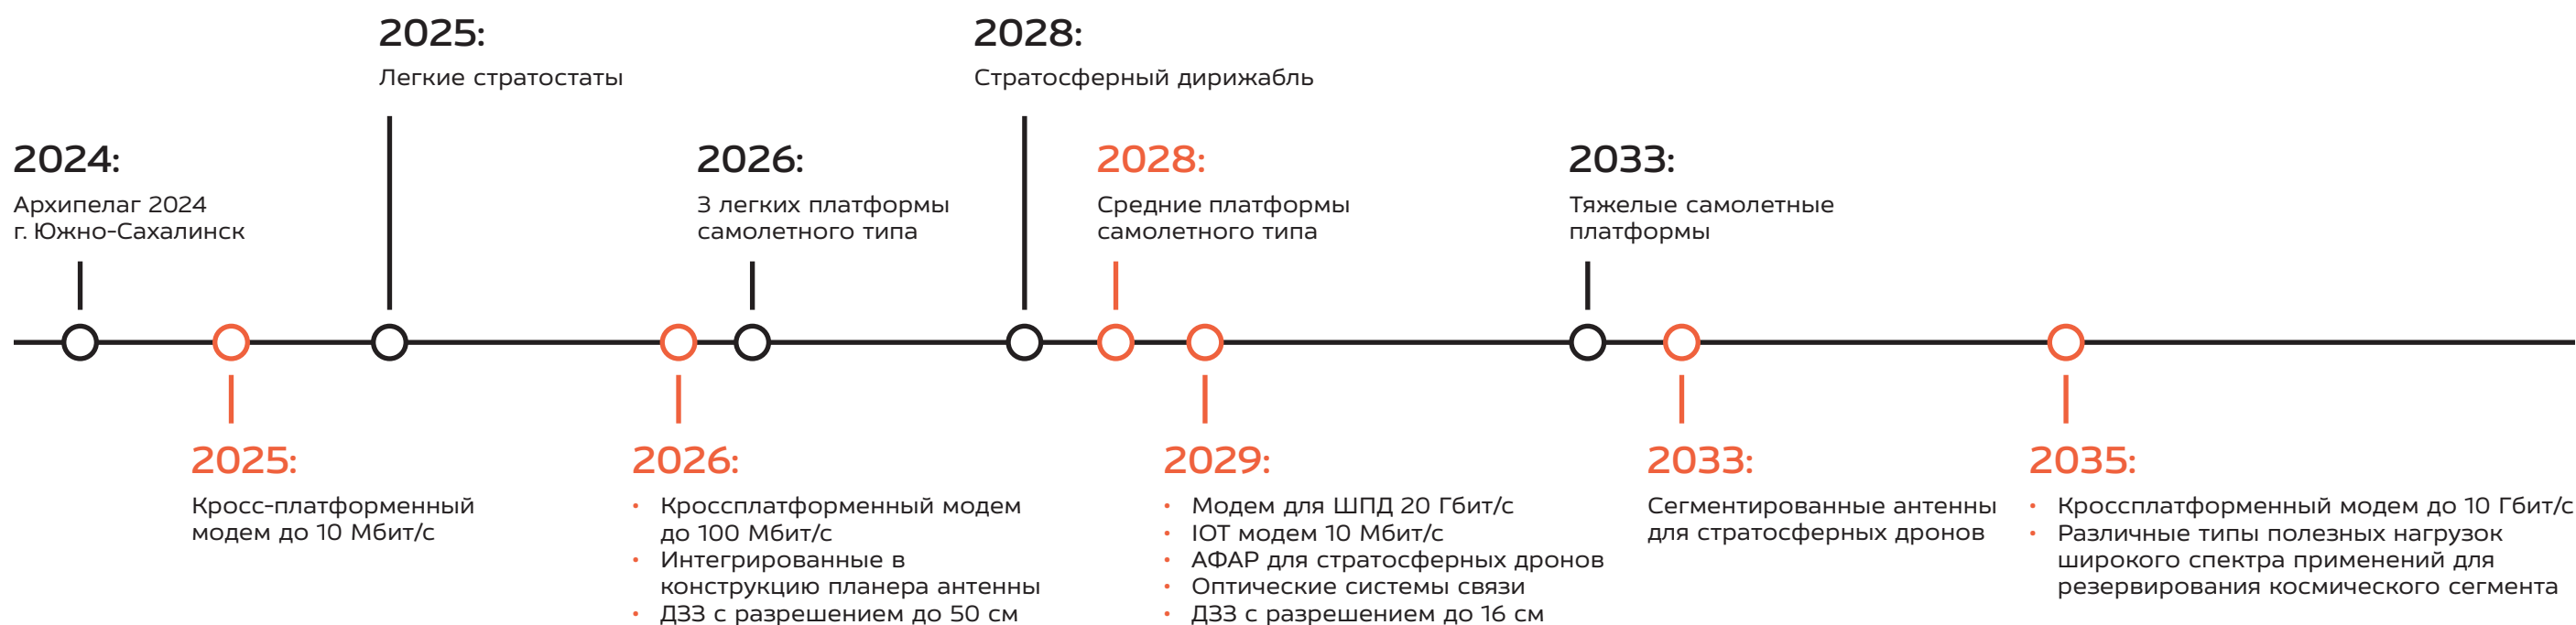 2025:
Легкие стратостаты
2028:
Стратосферный дирижабль
2024:
Архипелаг 2024
г. Южно-Сахалинск
2026:
3 легких платформы
самолетного типа
2028:
Средние платформы
самолетного типа
2033:
Тяжелые самолетные
платформы
2025:
Кросс-платформенный
модем до 10 Мбит/с
2026:
• Кроссплатформенный модем
до 100 Мбит/с
• Интегрированные в
конструкцию планера антенны
• ДЗЗ с разрешением до 50 см
2029:
• Модем для ШПД 20 Гбит/с
• IOT модем 10 Мбит/с
• АФАР для стратосферных дронов
• Оптические системы связи
• ДЗЗ с разрешением до 16 см
2033:
Сегментированные антенны
для стратосферных дронов
2035:
• Кроссплатформенный модем до 10 Гбит/с
• Различные типы полезных нагрузок
широкого спектра применений для
резервирования космического сегмента